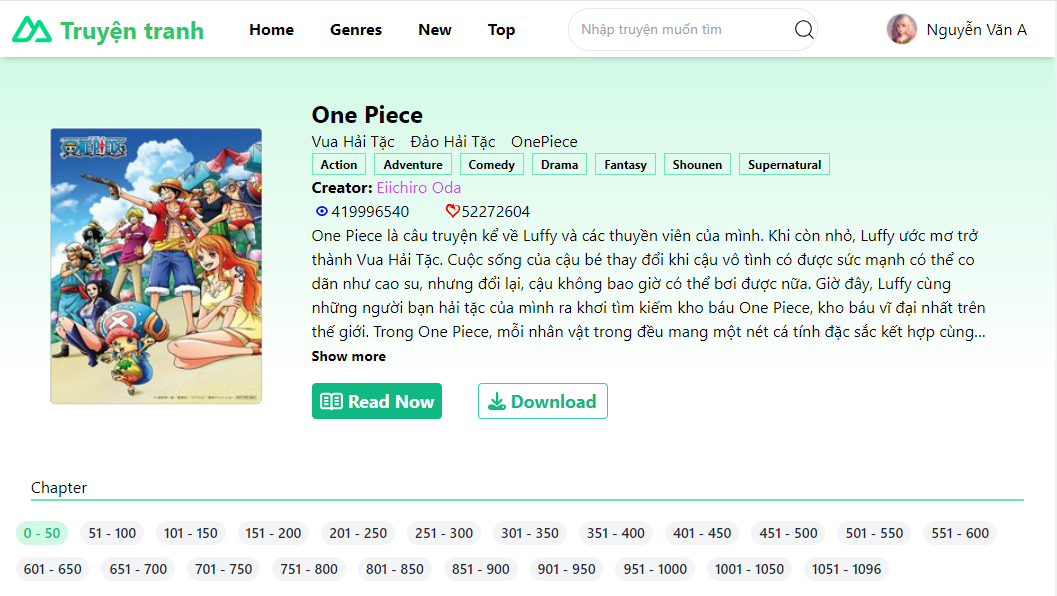 Truyện tranh Home Genres New Top Nhập truyện muốn tìm Nguyễn Văn A
One Piece
Vua Hải Tặc Đảo Hải Tặc OnePiece
Action Adventure Comedy Drama Fantasy Shounen Supernatural
Creator: Eiichiro Oda
419996540 52272604
One Piece là câu truyện kể về Luffy và các thuyền viên của mình. Khi còn nhỏ, Luffy ước mơ trở
thành Vua Hải Tặc. Cuộc sống của cậu bé thay đổi khi cậu vô tình có được sức mạnh có thể co
dãn như cao su, nhưng đổi lại, cậu không bao giờ có thể bơi được nữa. Giờ đây, Luffy cùng
những người bạn hải tặc của mình ra khơi tìm kiếm kho báu One Piece, kho báu vĩ đại nhất trên
thế giới. Trong One Piece, mỗi nhân vật trong đều mang một nét cá tính đặc sắc kết hợp cùng...
Show more
Read Now Download
Chapter
0 - 50 51 - 100 101 - 150 151 - 200 201 - 250 251 - 300 301 - 350 351 - 400 401 - 450 451 - 500 501 - 550 551 - 600
601 - 650 651 - 700 701 - 750 751 - 800 801 - 850 851 - 900 901 - 950 951 - 1000 1001 - 1050 1051 - 1096
ONE PIECE